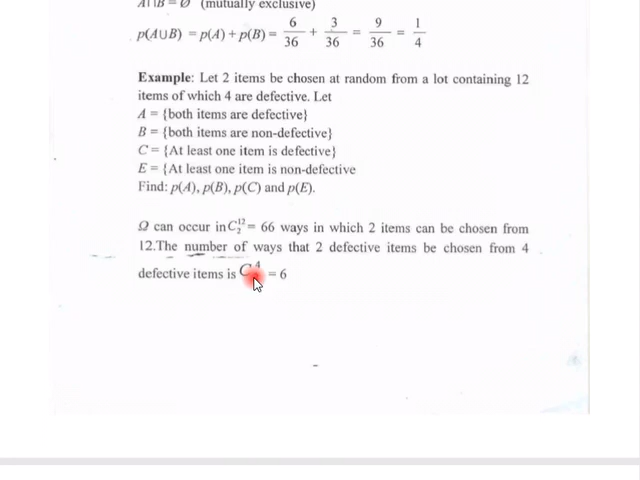 A∩B = Ø (mutually exclusive)
p(A∪B) = p(A) + p(B) = 6/36 + 3/36 = 9/36 = 1/4
Example: Let 2 items be chosen at random from a lot containing 12
items of which 4 are defective. Let
A = {both items are defective}
B = {both items are non-defective}
C = {At least one item is defective}
E = {At least one item is non-defective
Find: p(A), p(B), p(C) and p(E).
Ω can occur in C₂¹² = 66 ways in which 2 items can be chosen from
12.The number of ways that 2 defective items be chosen from 4
defective items is C⁴ = 6